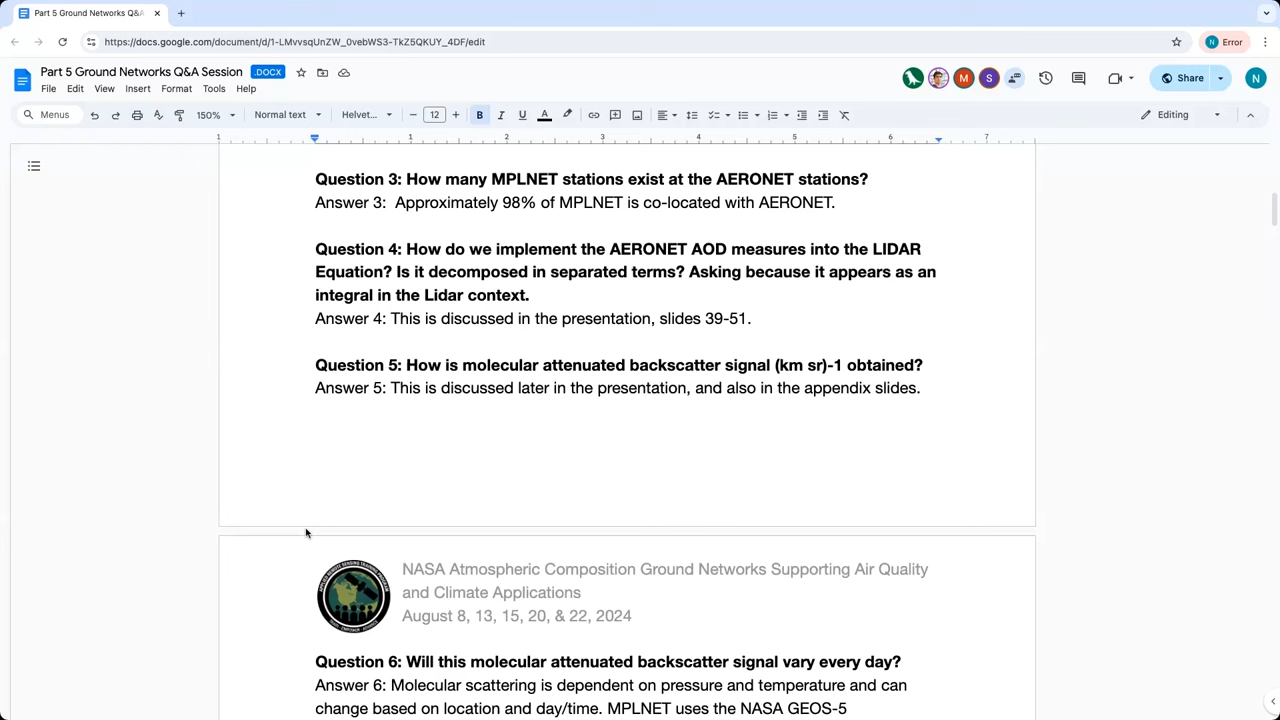 Part 5 Ground Networks Q&A
https://docs.google.com/document/d/1-LMvvsqUnZW_0vebWS3-TkZ5QKUY_4DF/edit
N Error
Part 5 Ground Networks Q&A Session .DOCX
M S Share N
File Edit View Insert Format Tools Help
Menus 150% Normal text Helvet... 12 B I U A Editing
1 1 2 3 4 5 6 7
Question 3: How many MPLNET stations exist at the AERONET stations?
Answer 3: Approximately 98% of MPLNET is co-located with AERONET.
Question 4: How do we implement the AERONET AOD measures into the LIDAR
Equation? Is it decomposed in separated terms? Asking because it appears as an
integral in the Lidar context.
Answer 4: This is discussed in the presentation, slides 39-51.
Question 5: How is molecular attenuated backscatter signal (km sr)-1 obtained?
Answer 5: This is discussed later in the presentation, and also in the appendix slides.
NASA Atmospheric Composition Ground Networks Supporting Air Quality
and Climate Applications
August 8, 13, 15, 20, & 22, 2024
Question 6: Will this molecular attenuated backscatter signal vary every day?
Answer 6: Molecular scattering is dependent on pressure and temperature and can
change based on location and day/time. MPLNET uses the NASA GEOS-5